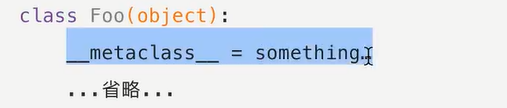 class Foo(object):
__metaclass__ = something…
...省略...